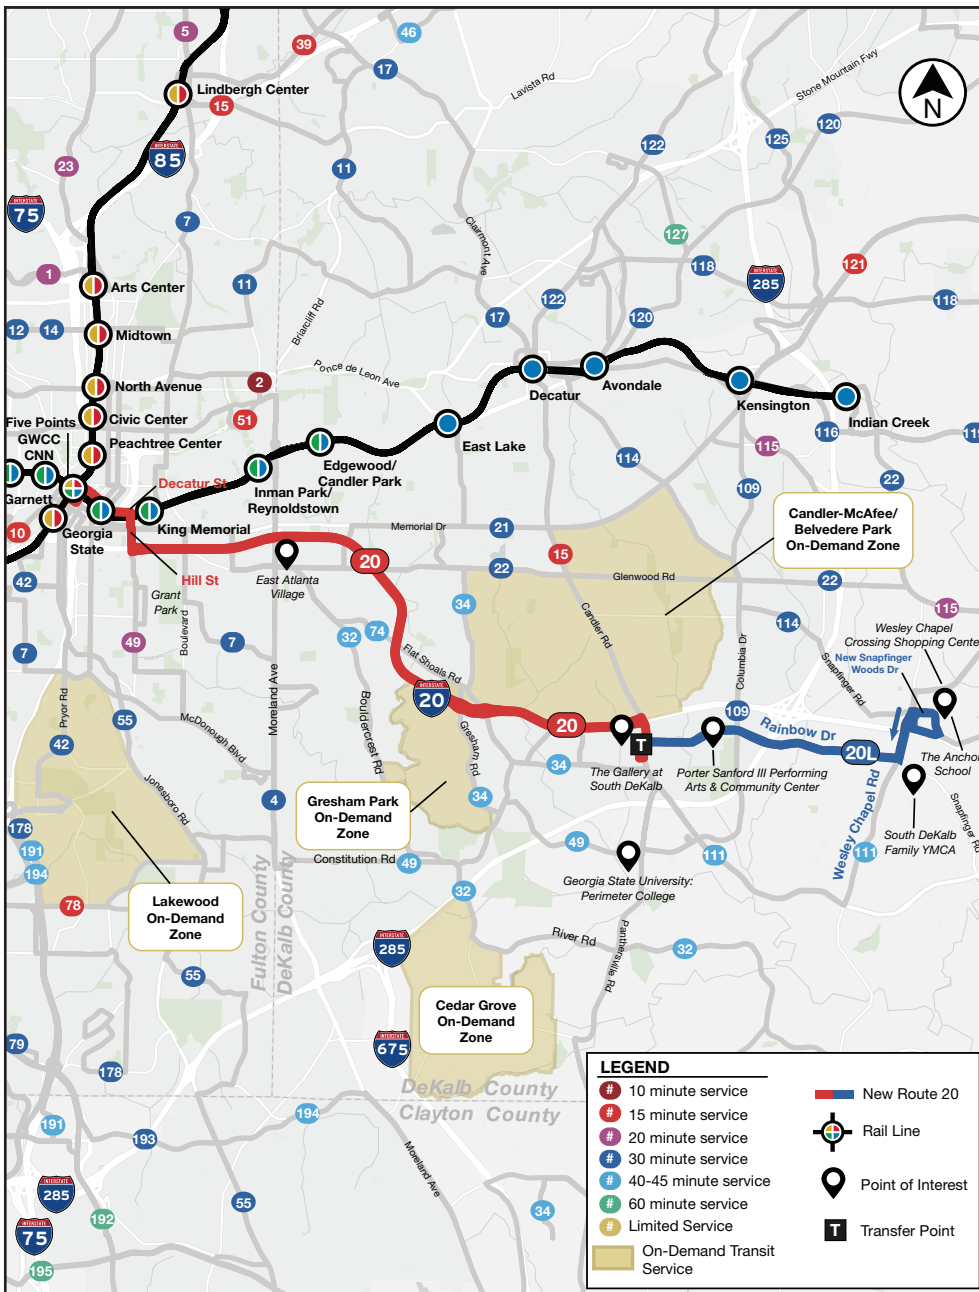 5
39
46
17
Lavista Rd
Stone Mountain Fwy
N
Lindbergh Center
15
120
125
122
INTERSTATE
85
23
11
INTERSTATE
75
7
Clairmont Ave
127
121
118
1
Arts Center
11
INTERSTATE
285
122
118
12
14
Midtown
Briarcliff Rd
17
120
Ponce de Leon Ave
North Avenue
2
Decatur
Avondale
Kensington
Indian Creek
Civic Center
51
Five Points
GWCC
CNN
Peachtree Center
East Lake
116
115
Edgewood/
Candler Park
114
Garnett
Decatur St
Inman Park/
Reynoldstown
109
22
10
Georgia
State
King Memorial
Memorial Dr
21
Candler-McAfee/
Belvedere Park
On-Demand Zone
20
15
22
Glenwood Rd
22
42
Hill St
East Atlanta
Village
Grant
Park
34
Candler Rd
115
49
Boulevard
7
32
74
114
Wesley Chapel
Crossing Shopping Center
7
Flat Shoals Rd
Columbia Dr
New Snapfinger
Woods Dr
Snapfinger Rd
Pryor Rd
Moreland Ave
INTERSTATE
20
55
McDonough Blvd
Bouldercrest Rd
109
Rainbow Dr
42
Gresham Rd
20
T
20L
34
The Gallery at
South DeKalb
Porter Sanford III Performing
Arts & Community Center
The Anchor
School
Jonesboro Rd
4
Gresham Park
On-Demand
Zone
34
Wesley Chapel Rd
South DeKalb
Family YMCA
Snapfinger Rd
178
191
194
Constitution Rd
49
49
111
111
Georgia State University:
Perimeter College
78
Lakewood
On-Demand
Zone
32
Fulton County
DeKalb County
River Rd
Panthersville Rd
32
INTERSTATE
285
55
Cedar Grove
On-Demand
Zone
79
178
INTERSTATE
675
DeKalb County
Clayton County
191
193
194
Moreland Ave
INTERSTATE
285
55
34
192
INTERSTATE
75
195
LEGEND
# 10 minute service
# 15 minute service
# 20 minute service
# 30 minute service
# 40-45 minute service
# 60 minute service
# Limited Service
On-Demand Transit
Service
New Route 20
Rail Line
Point of Interest
T Transfer Point